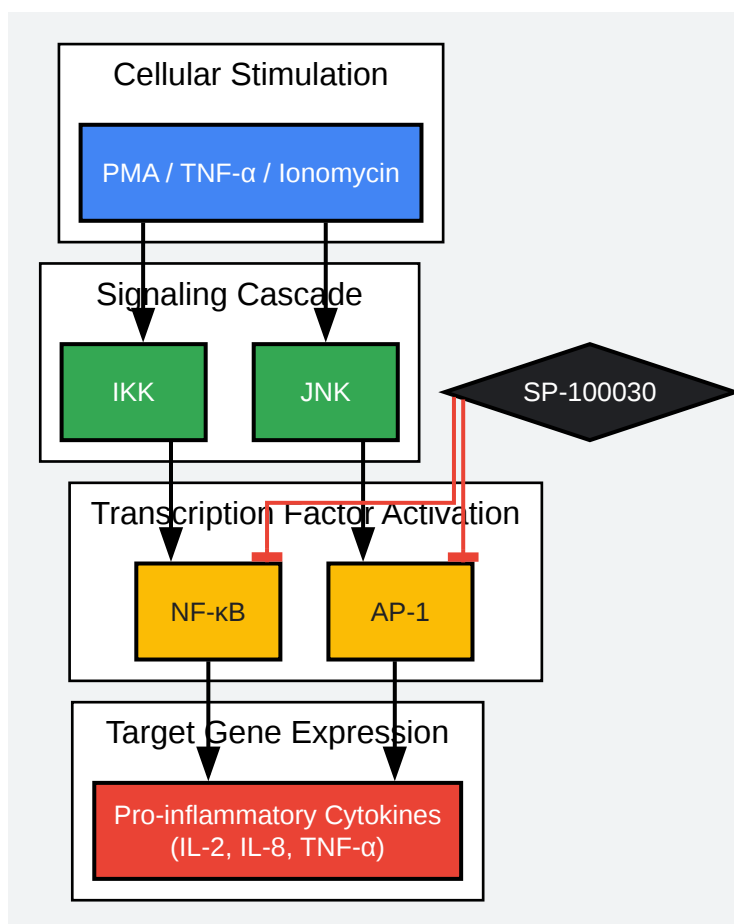 Cellular Stimulation
PMA / TNF-α / Ionomycin
Signaling Cascade
IKK
JNK
SP-100030
Transcription Factor Activation
NF-κB
AP-1
Target Gene Expression
Pro-inflammatory Cytokines
(IL-2, IL-8, TNF-α)